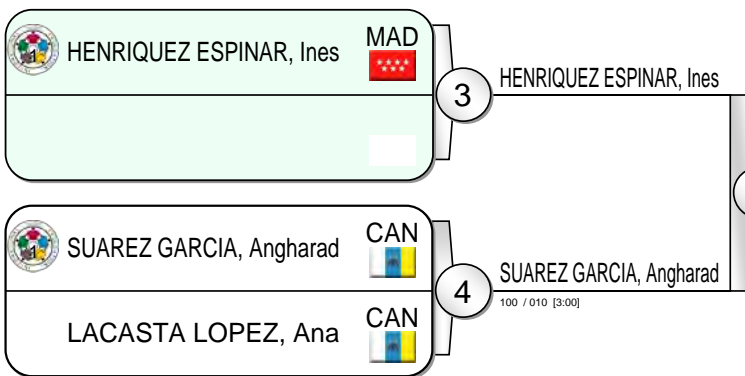 HENRIQUEZ ESPINAR, Ines MAD
3
HENRIQUEZ ESPINAR, Ines
SUAREZ GARCIA, Angharad CAN
4
SUAREZ GARCIA, Angharad
100 / 010 [3:00]
LACASTA LOPEZ, Ana CAN